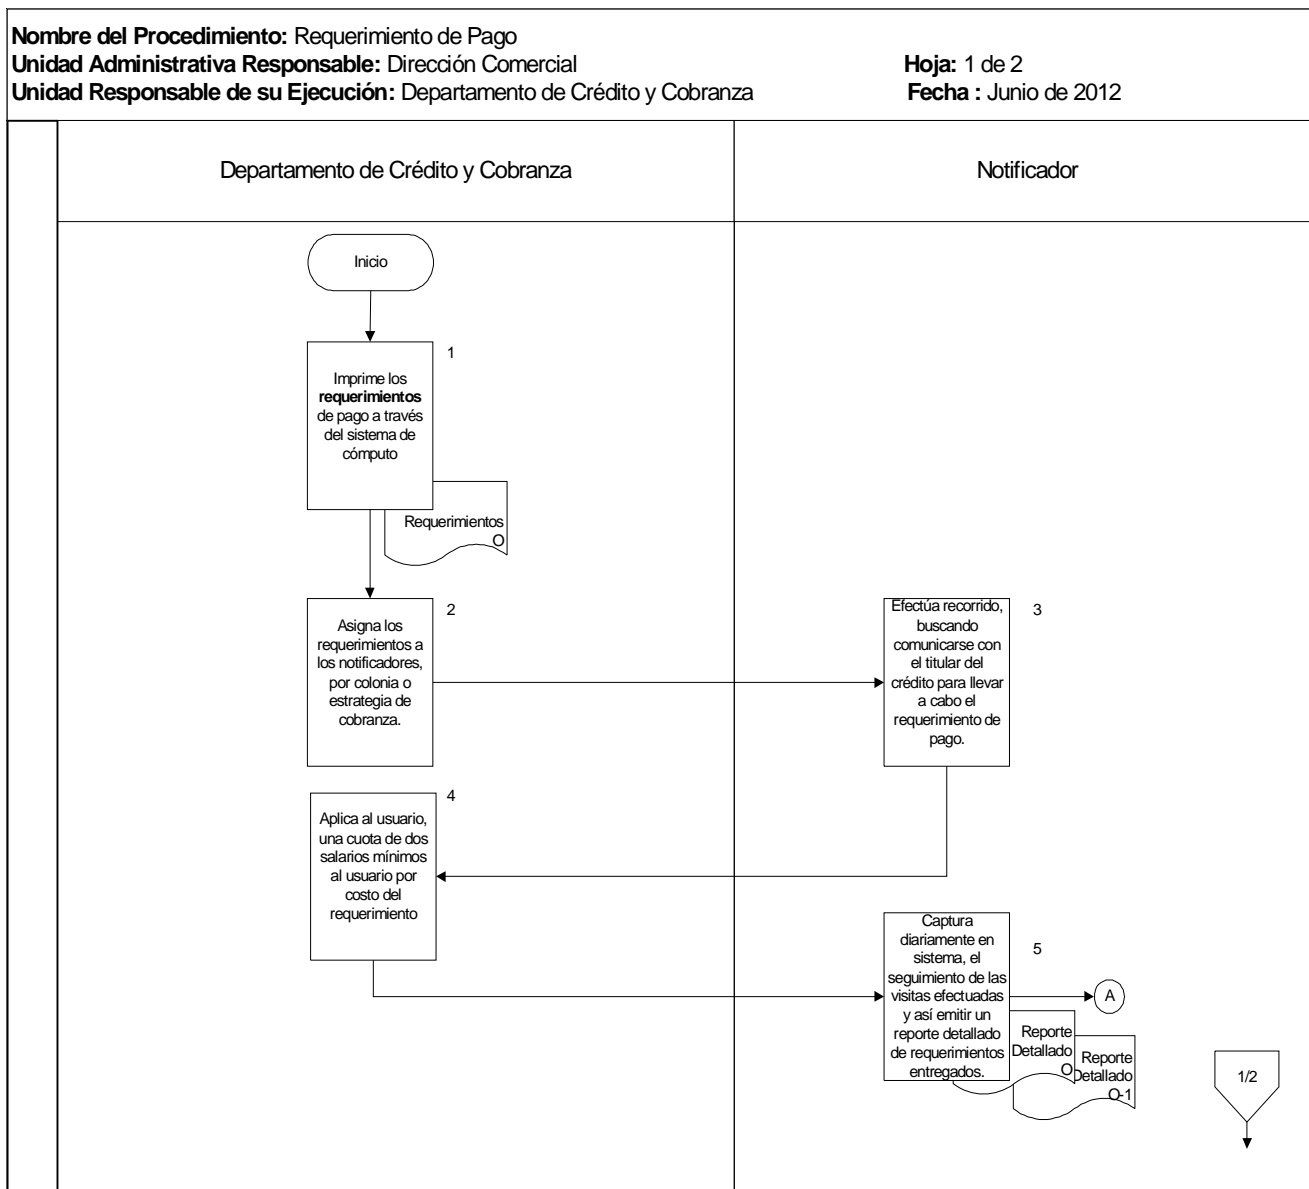 Nombre del Procedimiento: Requerimiento de Pago
Unidad Administrativa Responsable: Dirección Comercial
Hoja: 1 de 2
Unidad Responsable de su Ejecución: Departamento de Crédito y Cobranza
Fecha : Junio de 2012
Departamento de Crédito y Cobranza
Notificador
Inicio
1
Imprime los
requerimientos
de pago a través
del sistema de
cómputo
Requerimientos
O
2
Asigna los
requerimientos a
los notificadores,
por colonia o
estrategia de
cobranza.
3
Efectúa recorrido,
buscando
comunicarse con
el titular del
crédito para llevar
a cabo el
requerimiento de
pago.
4
Aplica al usuario,
una cuota de dos
salarios mínimos
al usuario por
costo del
requerimiento
5
Captura
diariamente en
sistema, el
seguimiento de las
visitas efectuadas
y así emitir un
reporte detallado
de requerimientos
entregados.
A
Reporte
Detallado
O
Reporte
Detallado
O-1
1/2